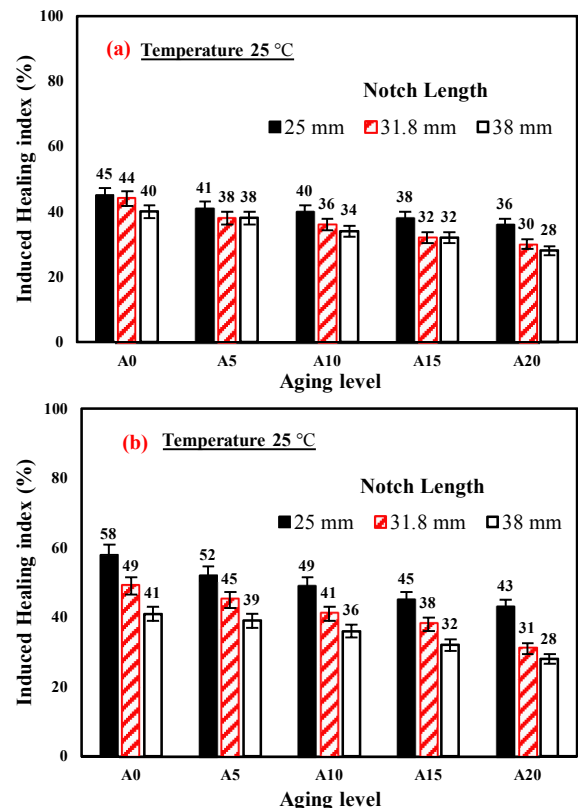 100
(a) Temperature 25 °C
80
Notch Length
25 mm 31.8 mm 38 mm
60
45 44 40 41 38 38 40 36 34 38 32 32 36 30 28
40
20
0
A0 A5 A10 A15 A20
Aging level
Induced Healing index (%)
100
(b) Temperature 25 °C
80
Notch Length
25 mm 31.8 mm 38 mm
60
58 49 41 52 45 39 49 41 36 45 38 32 43 31 28
40
20
0
A0 A5 A10 A15 A20
Aging level
Induced Healing index (%)